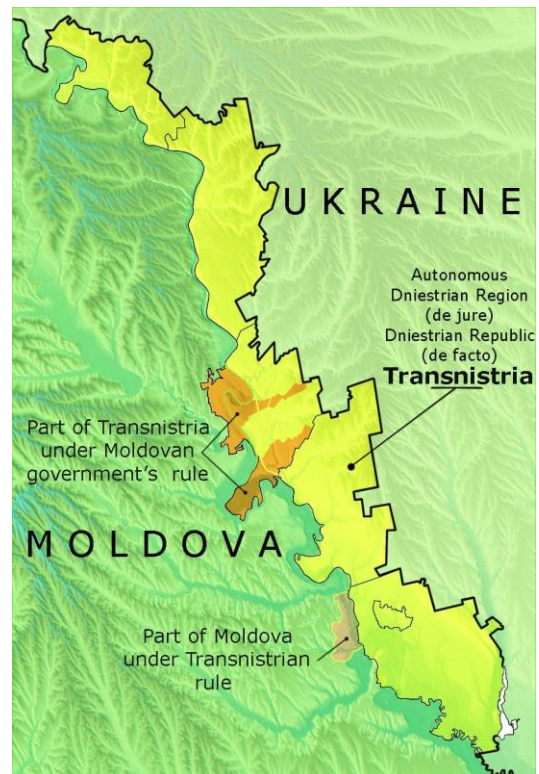 UKRAINE
Autonomous
Dniestrian Region
(de jure)
Dniestrian Republic
(de facto)
Transnistria
Part of Transnistria
under Moldovan
government’s rule
MOLDOVA
Part of Moldova
under Transnistrian
rule